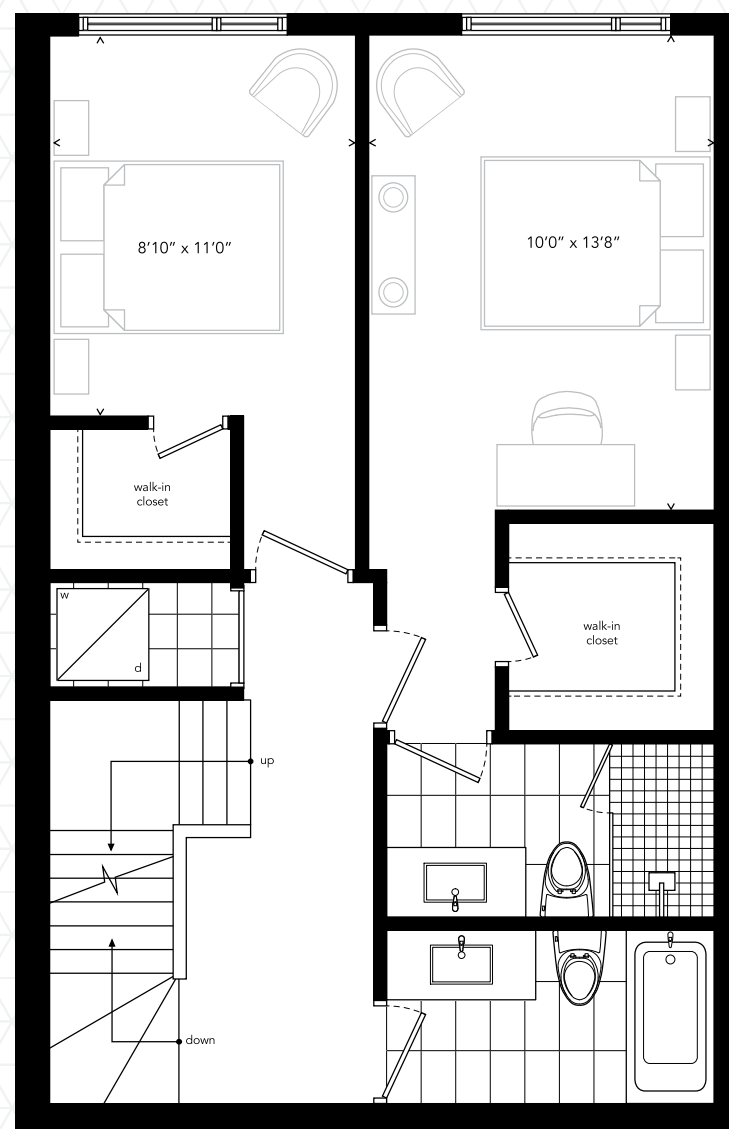 8'10" x 11'0"
10'0" x 13'8"
walk-in
closet
w
d
walk-in
closet
up
down